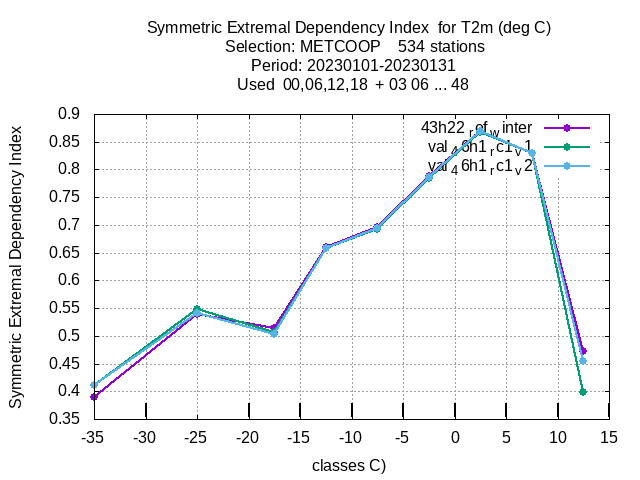 Symmetric Extremal Dependency Index  for T2m (deg C)
Selection: METCOOP    534 stations
Period: 20230101-20230131
Used  00,06,12,18  + 03 06 ... 48
Symmetric Extremal Dependency Index
0.9
0.85
0.8
0.75
0.7
0.65
0.6
0.55
0.5
0.45
0.4
0.35
43h22ref_winter
val_46h1_rc1_v1
val_46h1_rc1_v2
-35 -30 -25 -20 -15 -10 -5 0 5 10 15
classes C)